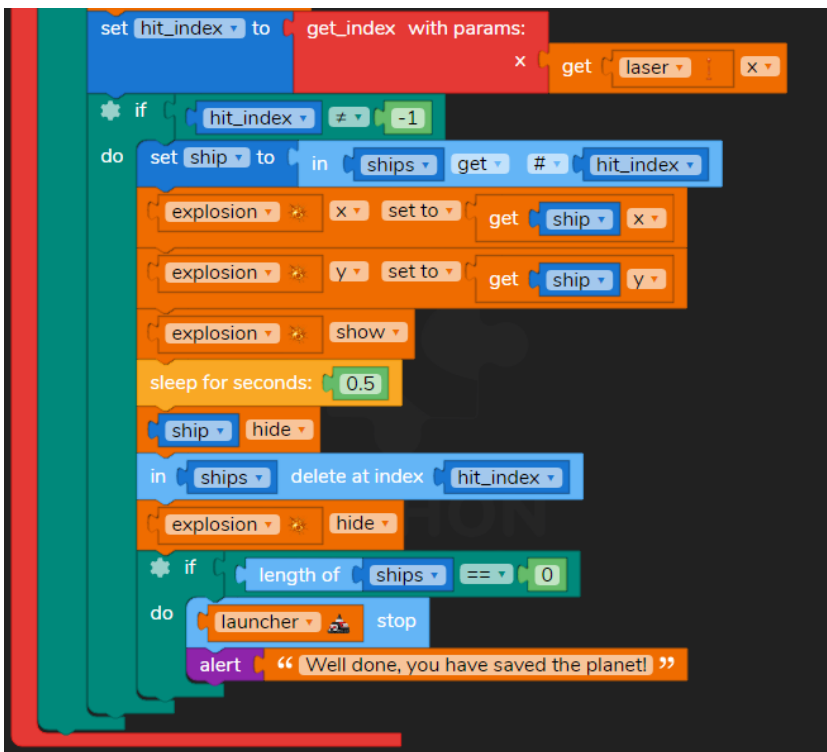 set hit_index to get_index with params:
x get laser x
if hit_index ≠ -1
do set ship to in ships get # hit_index
explosion x set to get ship x
explosion y set to get ship y
explosion show
sleep for seconds: 0.5
ship hide
in ships delete at index hit_index
explosion hide
if length of ships == 0
do launcher stop
alert “ Well done, you have saved the planet! ”